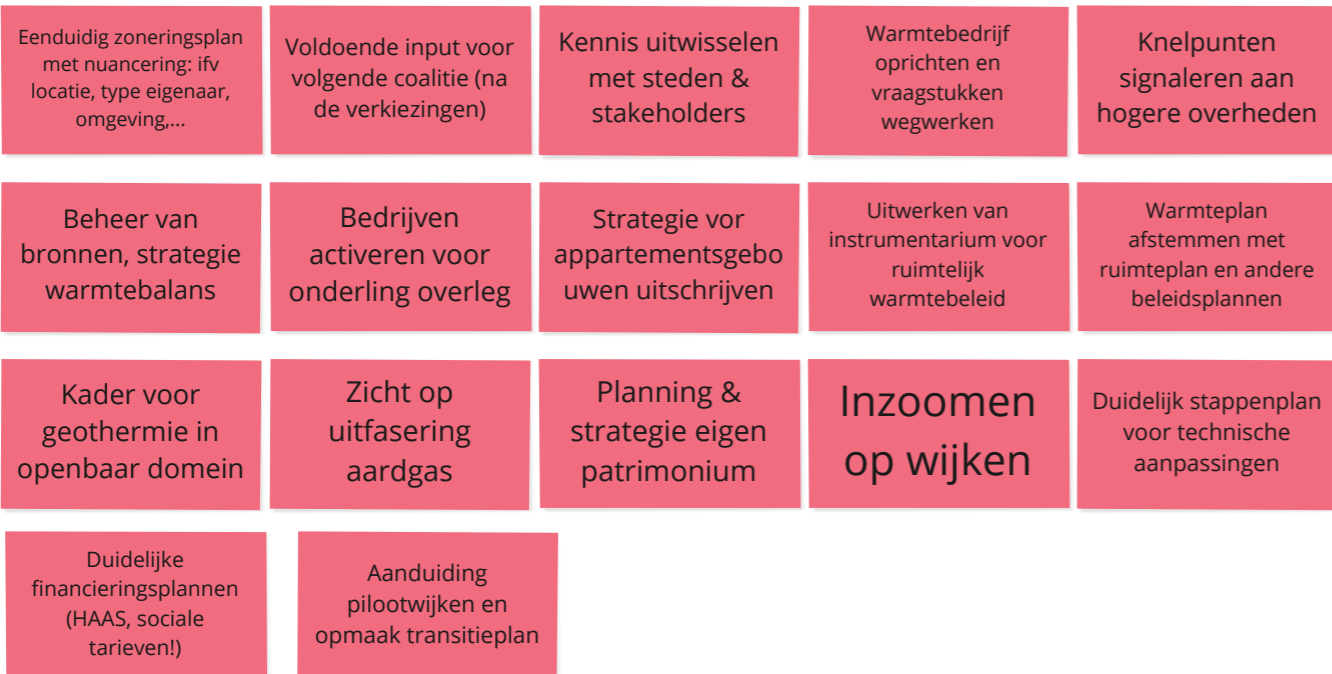 Eenduidig zoneringsplan
met nuancering: ifv
locatie, type eigenaar,
omgeving,...
Voldoende input voor
volgende coalitie (na
de verkiezingen)
Kennis uitwisselen
met steden &
stakeholders
Warmtebedrijf
oprichten en
vraagstukken
wegwerken
Knelpunten
signaleren aan
hogere overheden
Beheer van
bronnen, strategie
warmtebalans
Bedrijven
activeren voor
onderling overleg
Strategie vor
appartementsgebo
uwen uitschrijven
Uitwerken van
instrumentarium voor
ruimtelijk
warmtebeleid
Warmteplan
afstemmen met
ruimteplan en andere
beleidsplannen
Kader voor
geothermie in
openbaar domein
Zicht op
uitfasering
aardgas
Planning &
strategie eigen
patrimonium
Inzoomen
op wijken
Duidelijk stappenplan
voor technische
aanpassingen
Duidelijke
financieringsplannen
(HAAS, sociale
tarieven!)
Aanduiding
pilootwijken en
opmaak transitieplan